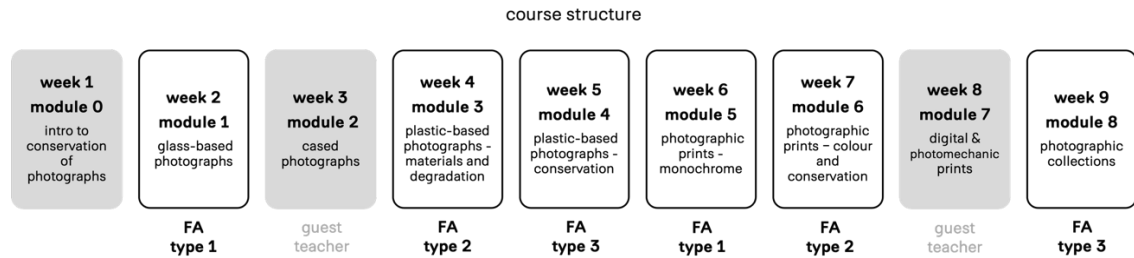 course structure
week 1
module 0
intro to
conservation
of
photographs
week 2
module 1
glass-based
photographs
FA
type 1
week 3
module 2
cased
photographs
guest
teacher
week 4
module 3
plastic-based
photographs -
materials and
degradation
FA
type 2
week 5
module 4
plastic-based
photographs -
conservation
FA
type 3
week 6
module 5
photographic
prints -
monochrome
FA
type 1
week 7
module 6
photographic
prints – colour
and
conservation
FA
type 2
week 8
module 7
digital &
photomechanic
prints
guest
teacher
week 9
module 8
photographic
collections
FA
type 3